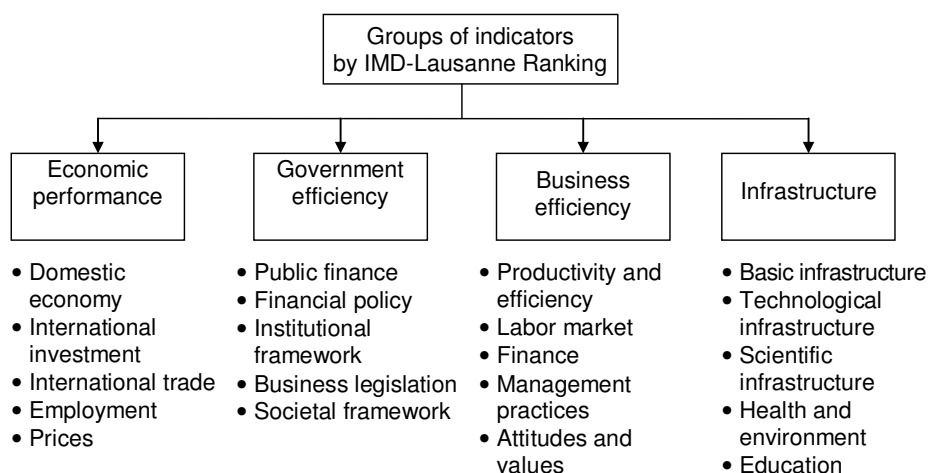 Groups of indicators
by IMD-Lausanne Ranking
Economic
performance
Government
efficiency
Business
efficiency
Infrastructure
• Domestic
economy
• International
investment
• International trade
• Employment
• Prices
• Public finance
• Financial policy
• Institutional
framework
• Business legislation
• Societal framework
• Productivity and
efficiency
• Labor market
• Finance
• Management
practices
• Attitudes and
values
• Basic infrastructure
• Technological
infrastructure
• Scientific
infrastructure
• Health and
environment
• Education